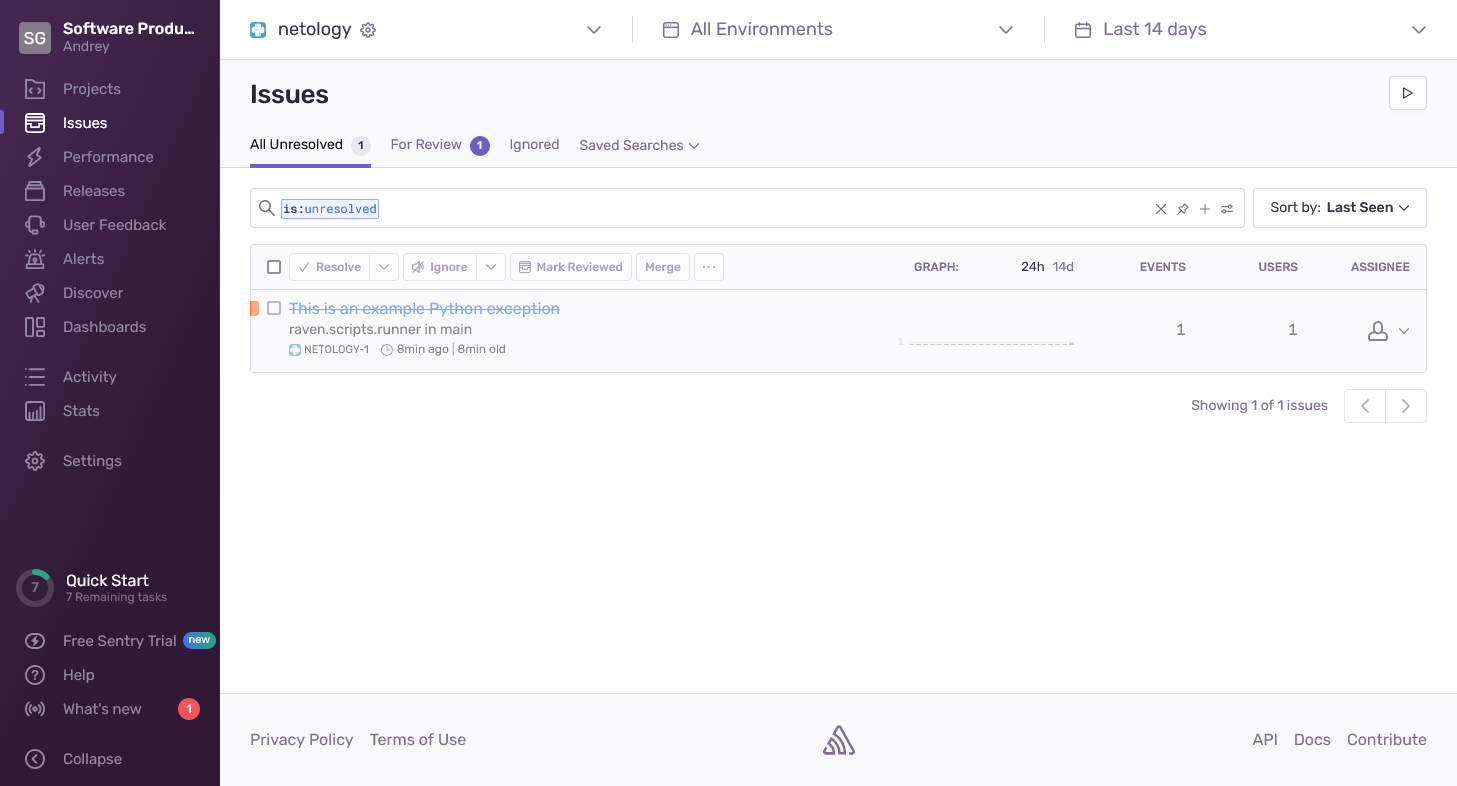 SG
Software Produ…
Andrey
Projects
Issues
Performance
Releases
User Feedback
Alerts
Discover
Dashboards
Activity
Stats
Settings
7
Quick Start
7 Remaining tasks
Free Sentry Trial new
Help
What's new 1
Collapse
netology
All Environments
Last 14 days
Issues
All Unresolved 1 For Review 1 Ignored Saved Searches
is:unresolved
Sort by: Last Seen
Resolve Ignore Mark Reviewed Merge ··· GRAPH: 24h 14d EVENTS USERS ASSIGNEE
This is an example Python exception
raven.scripts.runner in main
1 1 1
NETOLOGY-1 8min ago | 8min old
Showing 1 of 1 issues
Privacy Policy Terms of Use API Docs Contribute